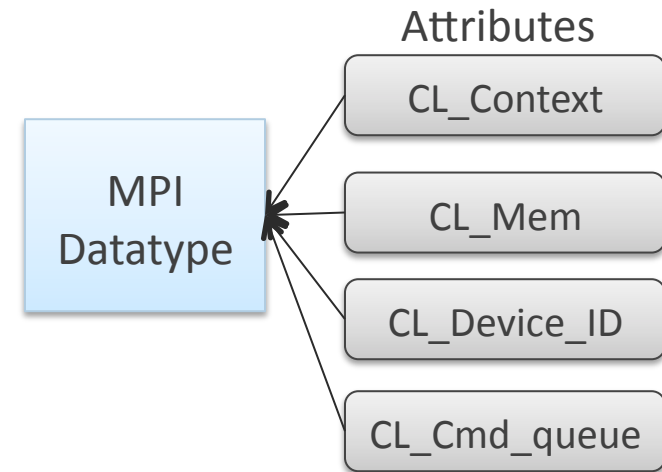 Attributes
CL_Context
MPI
Datatype
CL_Mem
CL_Device_ID
CL_Cmd_queue